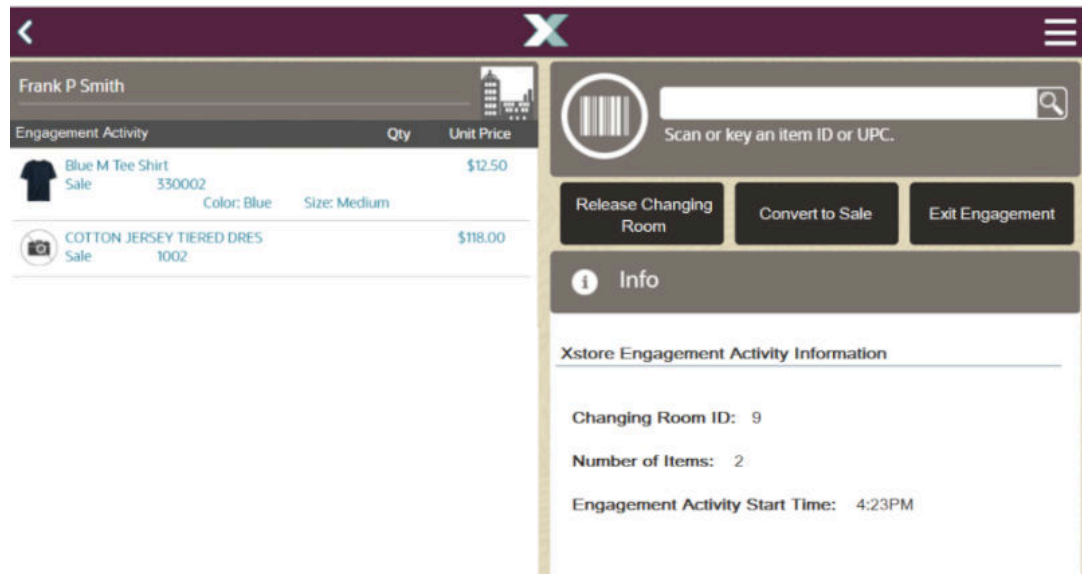 Frank P Smith
Engagement Activity Qty Unit Price
Blue M Tee Shirt $12.50
Sale 330002
Color: Blue Size: Medium
COTTON JERSEY TIERED DRES $118.00
Sale 1002
Scan or key an item ID or UPC.
Release Changing
Room
Convert to Sale
Exit Engagement
Info
Xstore Engagement Activity Information
Changing Room ID: 9
Number of Items: 2
Engagement Activity Start Time: 4:23PM